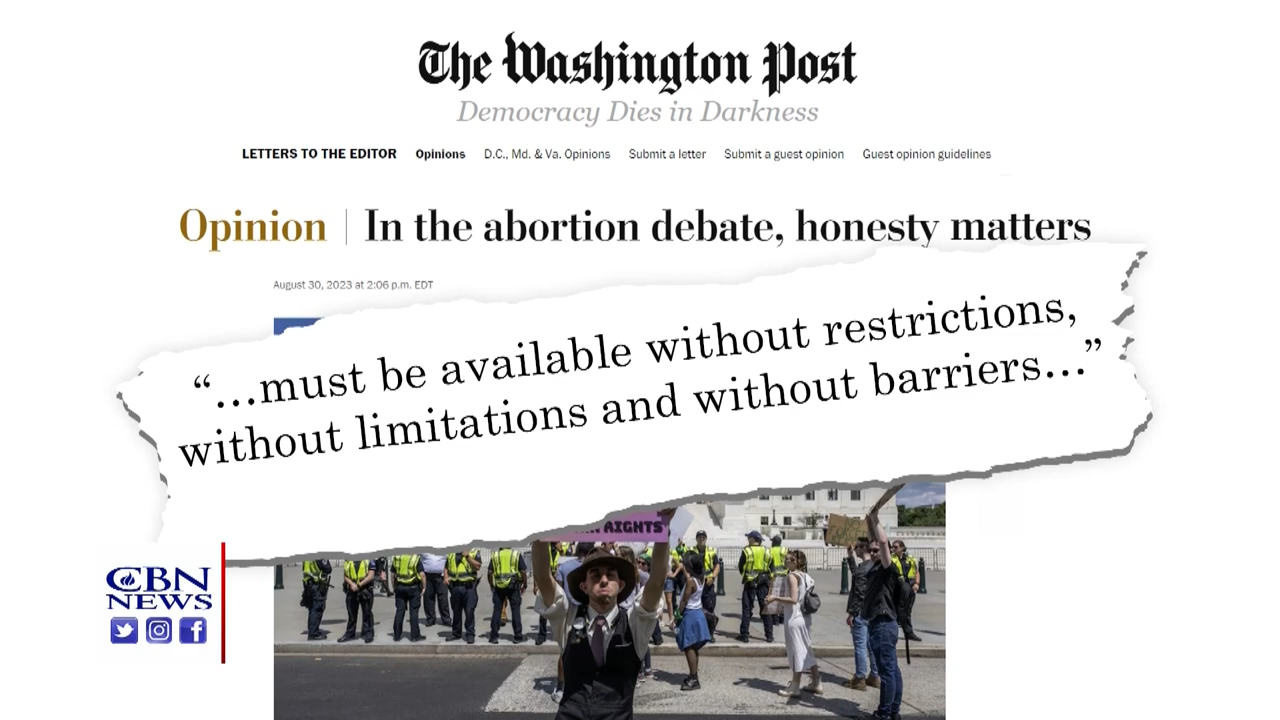 The Washington Post
Democracy Dies in Darkness
LETTERS TO THE EDITOR Opinions D.C., Md. & Va. Opinions Submit a letter Submit a guest opinion Guest opinion guidelines
Opinion | In the abortion debate, honesty matters
August 30, 2023 at 2:06 p.m. EDT
“...must be available without restrictions,
without limitations and without barriers...”
RIGHTS
CBN
NEWS